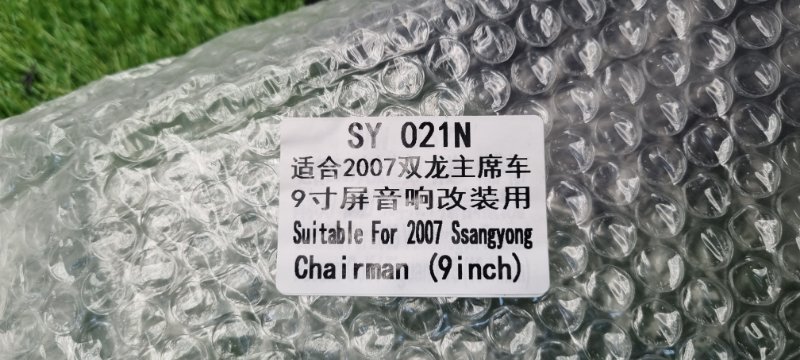 SY 021N
适合2007双龙主席车
9寸屏音响改装用
Suitable For 2007 Ssangyong
Chairman (9inch)